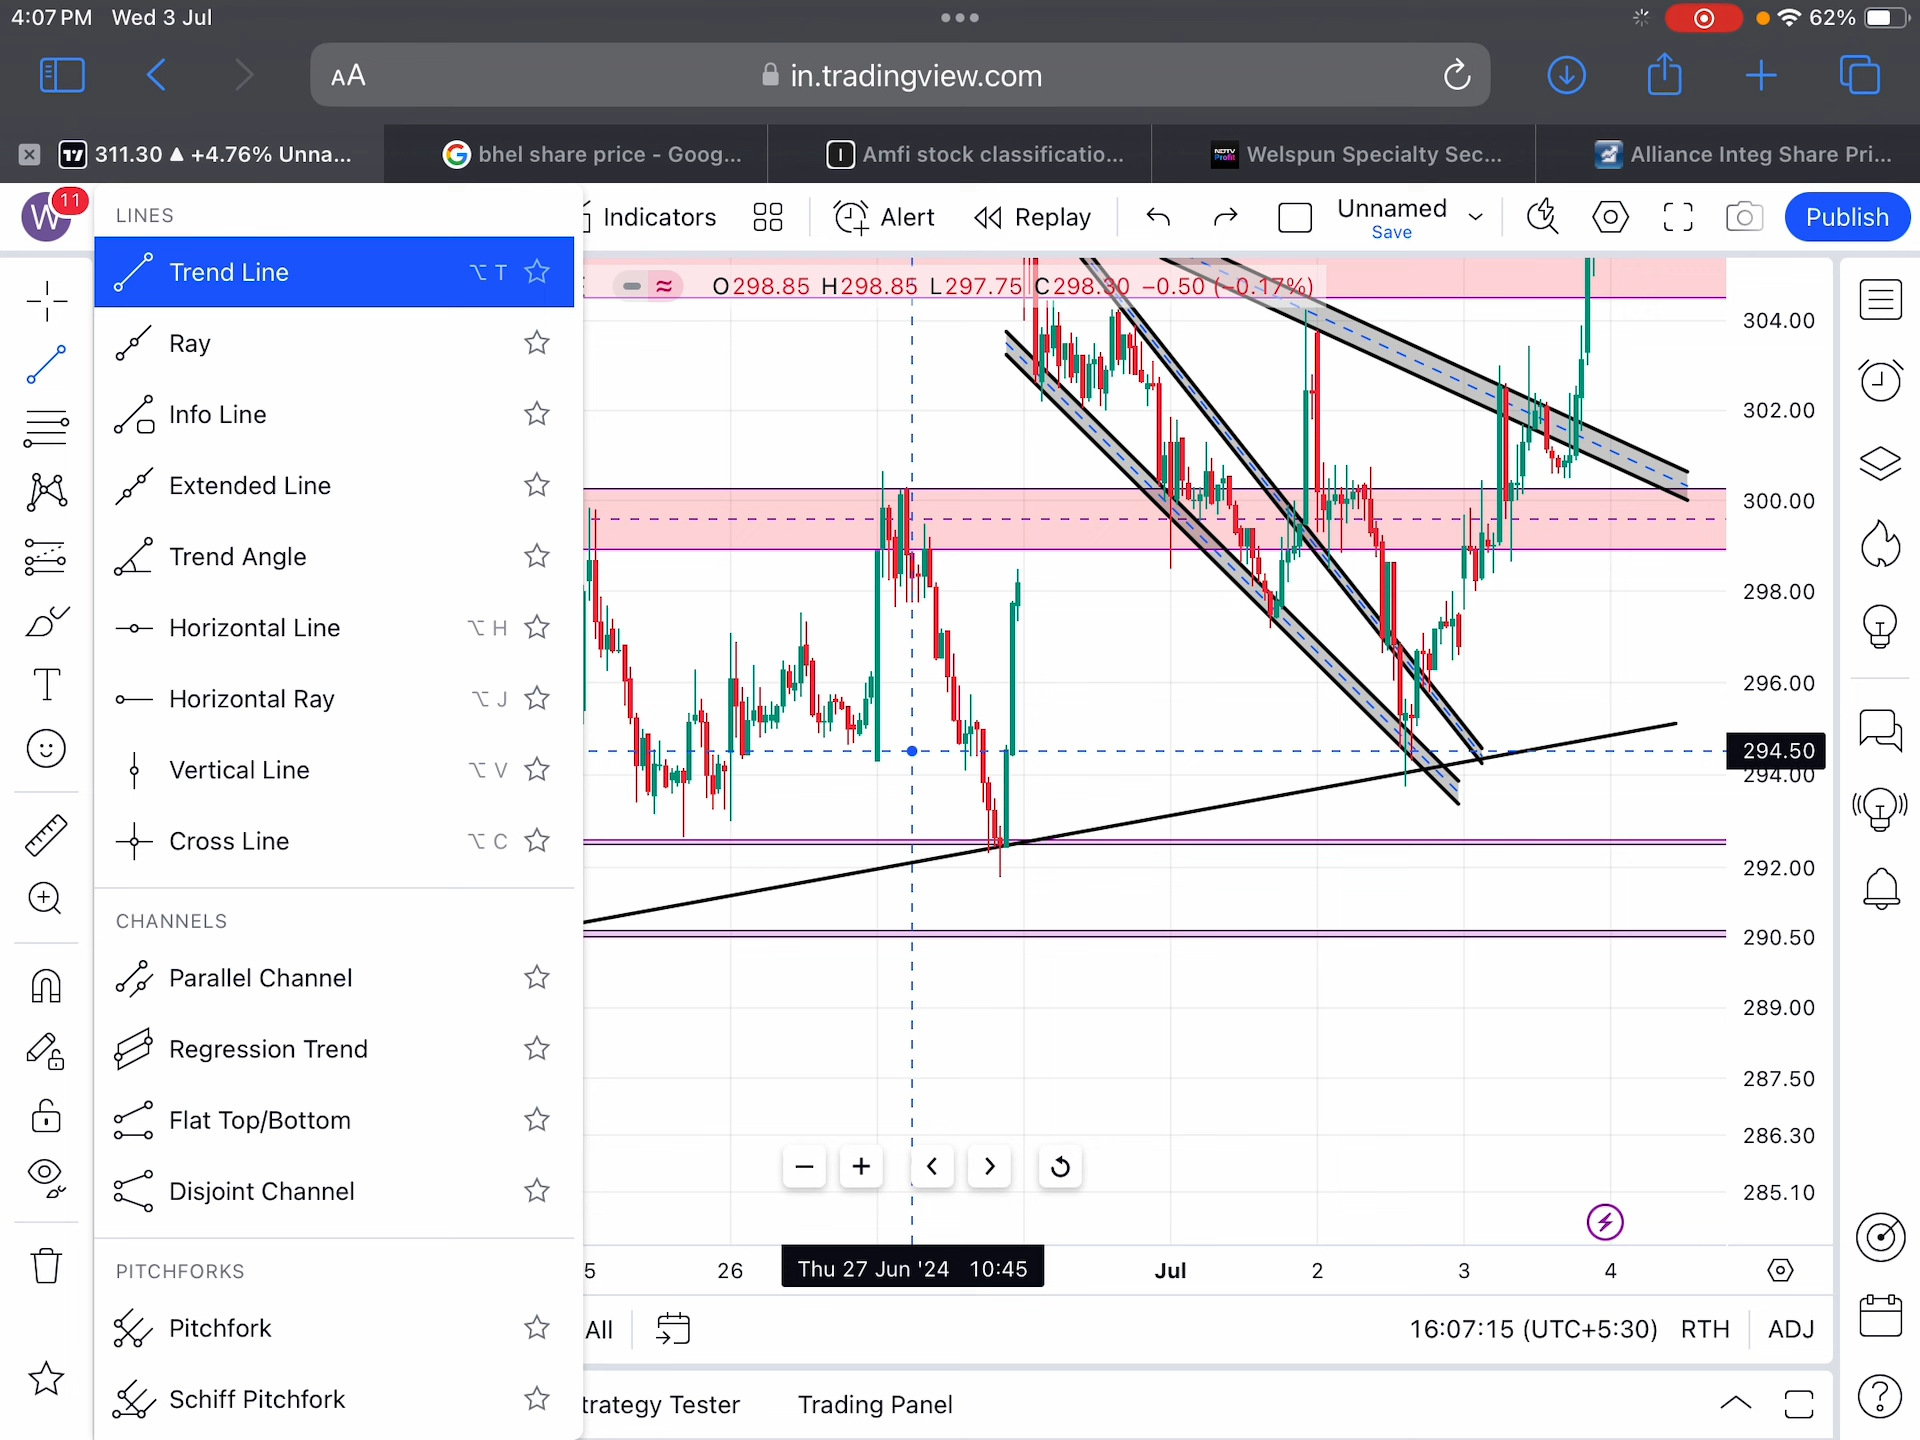 4:07 PM Wed 3 Jul
62%
AA
in.tradingview.com
311.30 ▲ +4.76% Unna...
bhel share price - Goog...
Amfi stock classificatio...
NDTV Profit
Welspun Specialty Sec...
Alliance Integ Share Pri...
W
11
LINES
Indicators
Alert
Replay
Unnamed
Save
Publish
Trend Line ⌥ T
O298.85 H298.85 L297.75 C298.30 −0.50 (−0.17%)
Ray
Info Line
Extended Line
Trend Angle
Horizontal Line ⌥ H
Horizontal Ray ⌥ J
Vertical Line ⌥ V
Cross Line ⌥ C
CHANNELS
Parallel Channel
Regression Trend
Flat Top/Bottom
Disjoint Channel
PITCHFORKS
Pitchfork
Schiff Pitchfork
304.00
302.00
300.00
298.00
296.00
294.50
294.00
292.00
290.50
289.00
287.50
286.30
285.10
5
26
Thu 27 Jun '24 10:45
Jul
2
3
4
All
16:07:15 (UTC+5:30)
RTH
ADJ
trategy Tester
Trading Panel